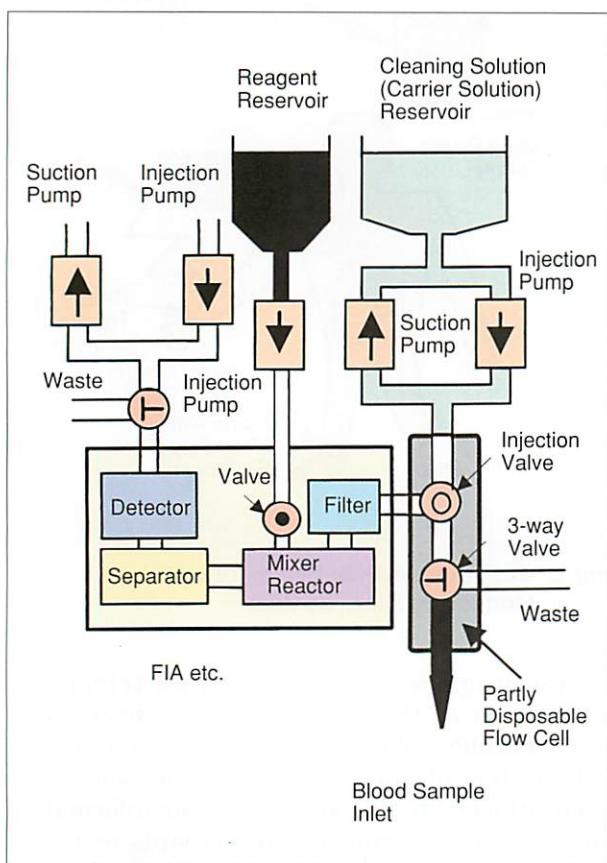 Reagent
Reservoir
Cleaning Solution
(Carrier Solution)
Reservoir
Suction
Pump
Injection
Pump
Injection
Pump
Suction
Pump
Waste
Injection Pump
Injection
Valve
Valve
Detector
Filter
3-way
Valve
Separator
Mixer
Reactor
Waste
FIA etc.
Partly
Disposable
Flow Cell
Blood Sample
Inlet